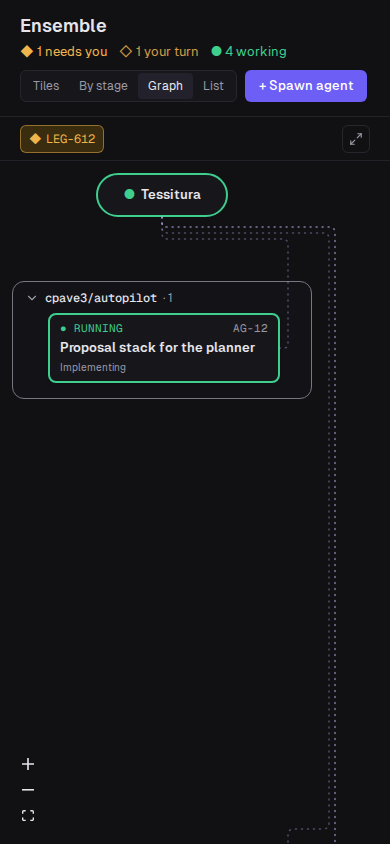 Ensemble
1 needs you 1 your turn 4 working
Tiles By stage Graph List + Spawn agent
LEG-612
Tessitura
cpave3/autopilot ·1
RUNNING AG-12
Proposal stack for the planner
Implementing